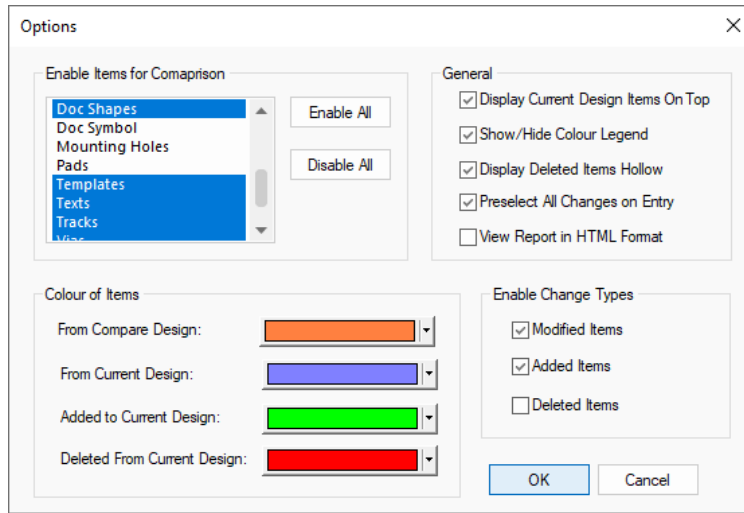 Options
Enable Items for Comaprison
Doc Shapes
Doc Symbol
Mounting Holes
Pads
Templates
Texts
Tracks
Vias
Enable All
Disable All
General
Display Current Design Items On Top
Show/Hide Colour Legend
Display Deleted Items Hollow
Preselect All Changes on Entry
View Report in HTML Format
Colour of Items
From Compare Design:
From Current Design:
Added to Current Design:
Deleted From Current Design:
Enable Change Types
Modified Items
Added Items
Deleted Items
OK
Cancel